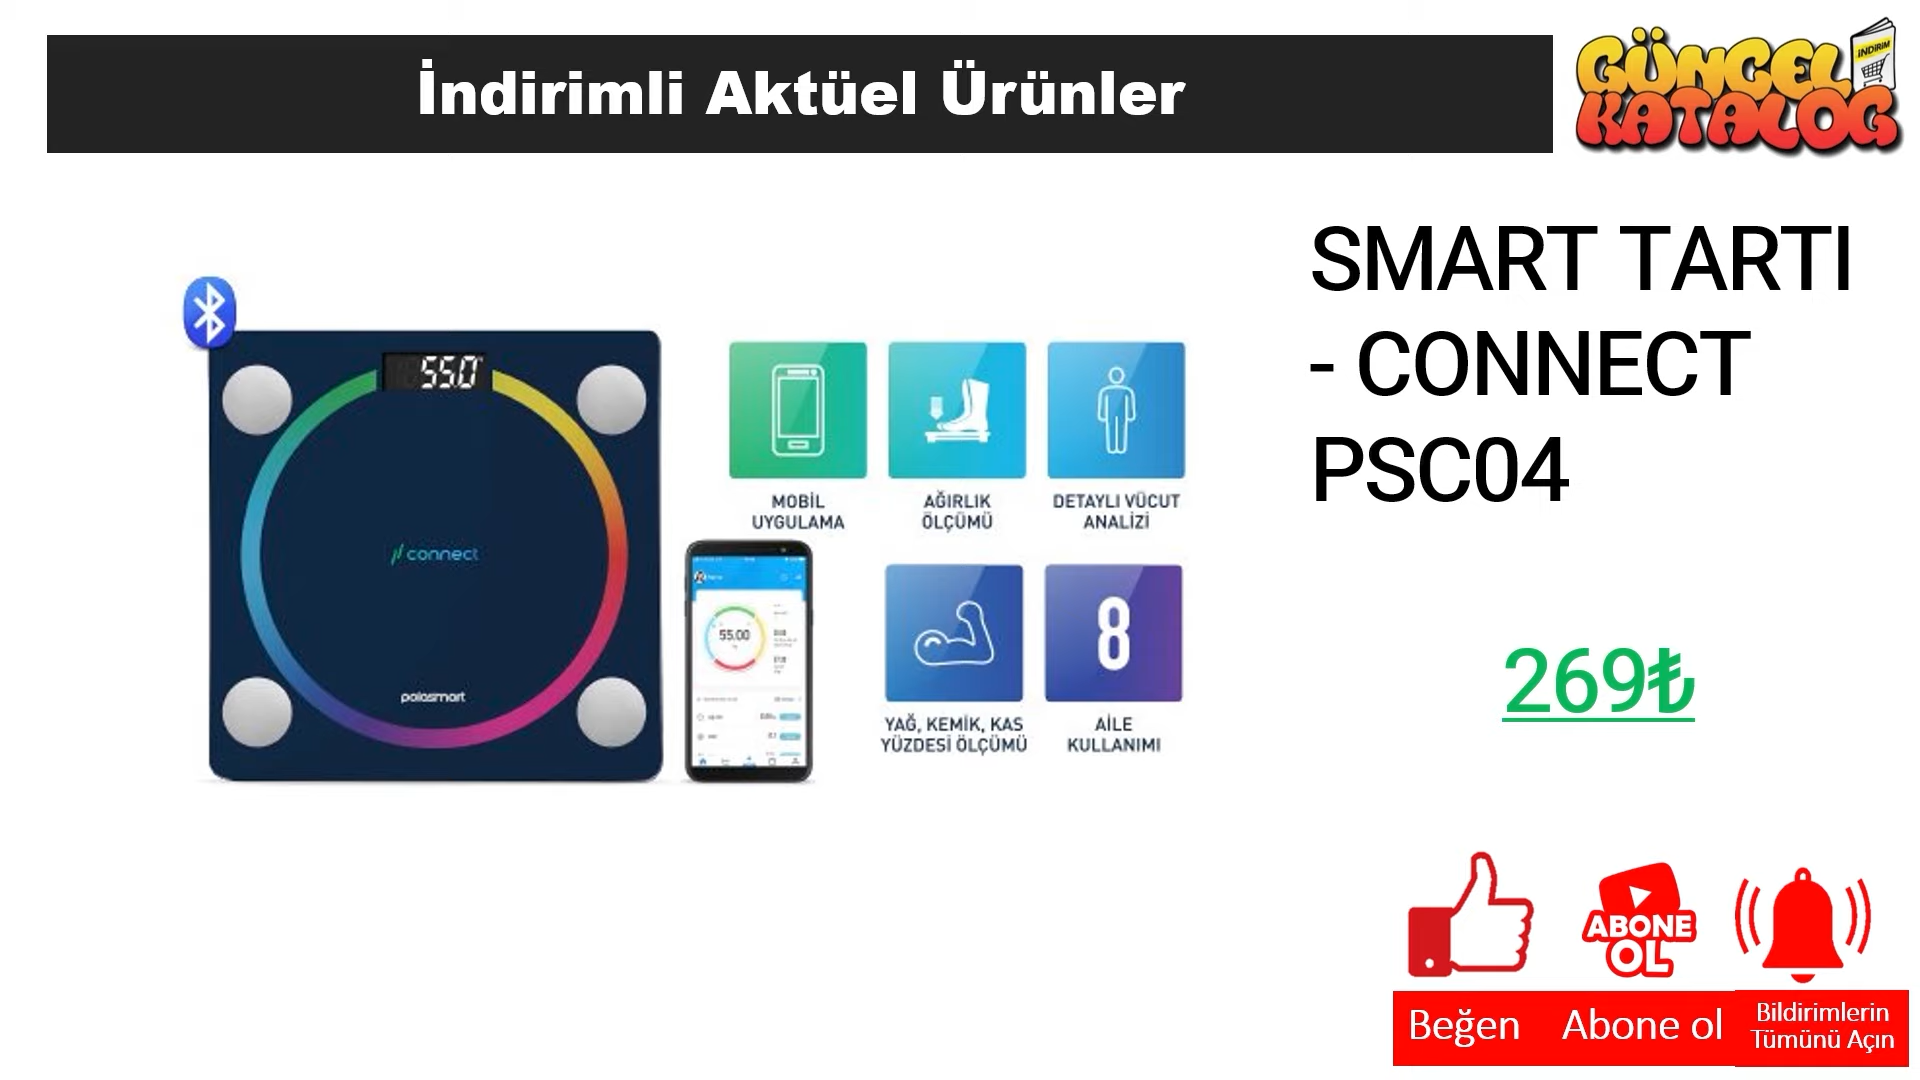 İndirimli Aktüel Ürünler
GÜNCEL
KATALOG
İNDİRİM
SMART TARTI
- CONNECT
PSC04
55.0
connect
polosmart
MOBİL
UYGULAMA
AĞIRLIK
ÖLÇÜMÜ
DETAYLI VÜCUT
ANALİZİ
55.00
8
YAĞ, KEMİK, KAS
YÜZDESİ ÖLÇÜMÜ
AİLE
KULLANIMI
269₺
ABONE
OL
Beğen
Abone ol
Bildirimlerin
Tümünü Açın